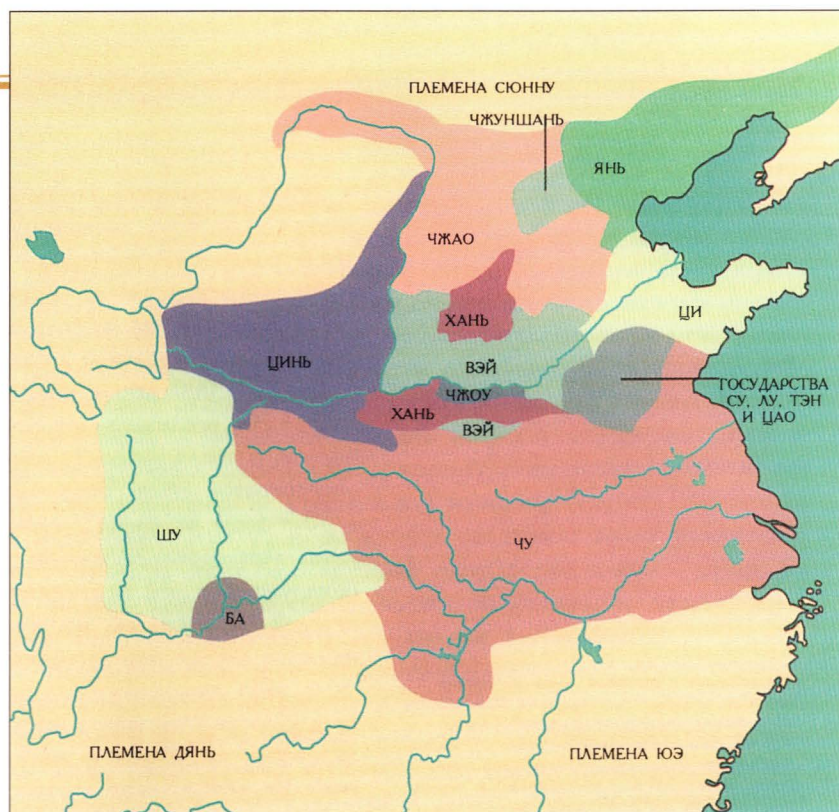 ПЛЕМЕНА СЮННУ
ЧЖУНШАНЬ
ЯНЬ
ЧЖАО
ЦИ
ХАНЬ
ЦИНЬ
ВЭЙ
ЧЖОУ
ГОСУДАРСТВА
СУ, ЛУ, ТЭН
И ЦАО
ХАНЬ
ВЭЙ
ШУ
ЧУ
БА
ПЛЕМЕНА ДЯНЬ
ПЛЕМЕНА ЮЭ